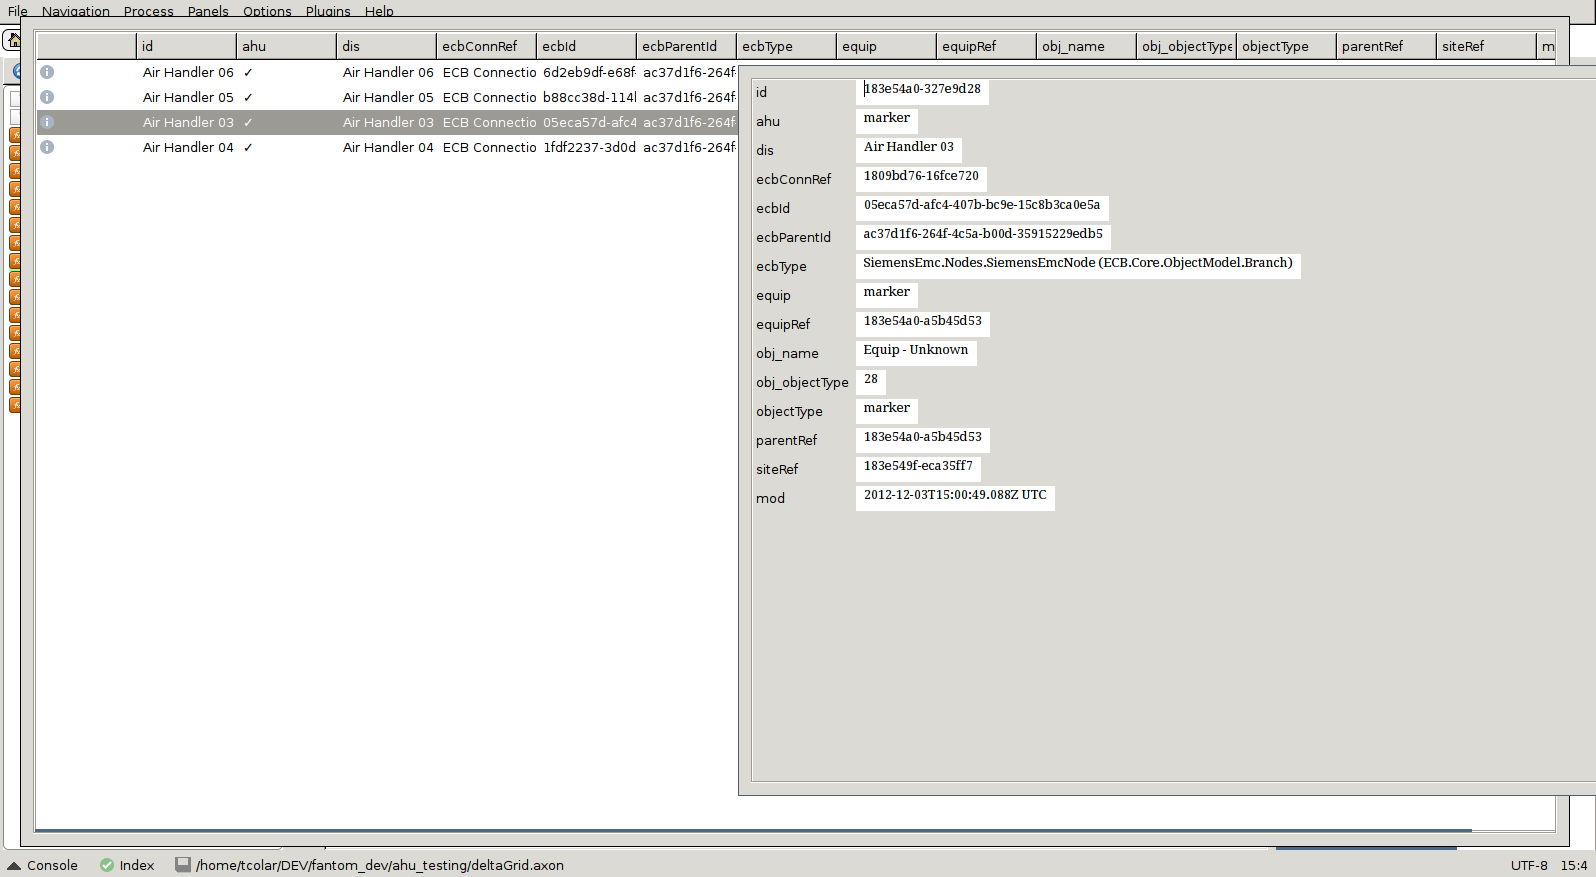 File Navigation Process Panels Options Plugins Help
id ahu dis ecbConnRef ecbId ecbParentId ecbType equip equipRef obj_name obj_objectType objectType parentRef siteRef m
Air Handler 06 ✓ Air Handler 06 ECB Connectio 6d2eb9df-e68f- ac37d1f6-264f-
Air Handler 05 ✓ Air Handler 05 ECB Connectio b88cc38d-114 ac37d1f6-264f-
Air Handler 03 ✓ Air Handler 03 ECB Connectio 05eca57d-afc4 ac37d1f6-264f-
Air Handler 04 ✓ Air Handler 04 ECB Connectio 1fdf2237-3d0d ac37d1f6-264f-
id 183e54a0-327e9d28
ahu marker
dis Air Handler 03
ecbConnRef 1809bd76-16fce720
ecbId 05eca57d-afc4-407b-bc9e-15c8b3ca0e5a
ecbParentId ac37d1f6-264f-4c5a-b00d-35915229edb5
ecbType SiemensEmc.Nodes.SiemensEmcNode (ECB.Core.ObjectModel.Branch)
equip marker
equipRef 183e54a0-a5b45d53
obj_name Equip - Unknown
obj_objectType 28
objectType marker
parentRef 183e54a0-a5b45d53
siteRef 183e549f-eca35ff7
mod 2012-12-03T15:00:49.088Z UTC
Console Index /home/tcolar/DEV/fantom_dev/ahu_testing/deltaGrid.axon UTF-8 15:4